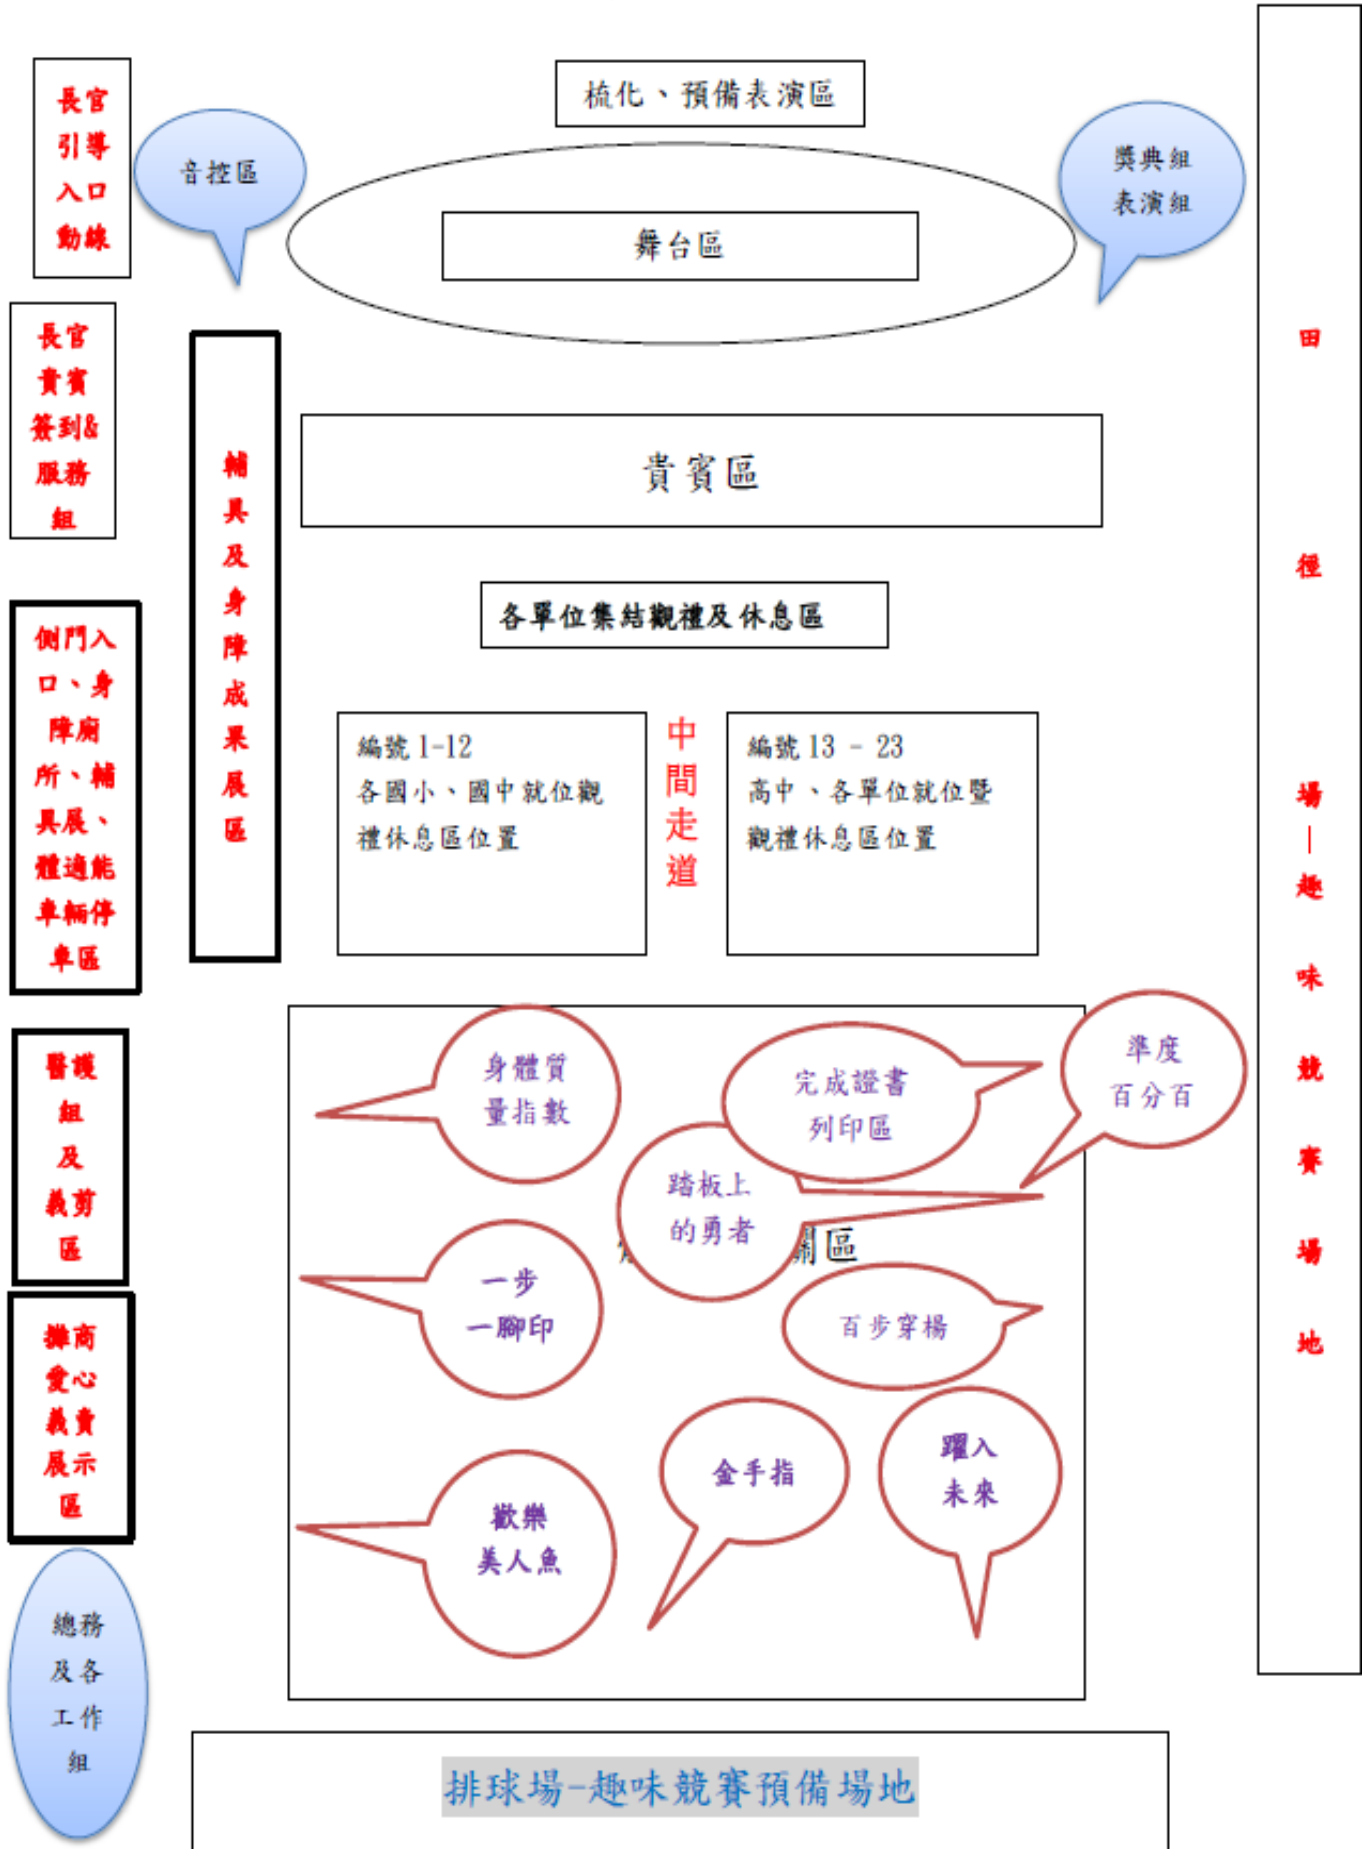 長官
引導
入口
動線
音控區
梳化、預備表演區
舞台區
獎典組
表演組
長官
貴賓
簽到&
服務
組
輔
具
及
身
障
成
果
展
區
貴賓區
各單位集結觀禮及休息區
側門入
口、身
障廁
所、輔
具展、
體適能
車輛停
車區
編號 1-12
各國小、國中就位觀
禮休息區位置
中
間
走
道
編號 13 - 23
高中、各單位就位暨
觀禮休息區位置
田
徑
場
|
趣
味
競
賽
場
地
醫護
組
及
義剪
區
身體質
量指數
完成證書
列印區
準度
百分百
踏板上
的勇者
關區
一步
一腳印
百步穿楊
攤商
愛心
義賣
展示
區
歡樂
美人魚
金手指
躍入
未來
總務
及各
工作
組
排球場-趣味競賽預備場地